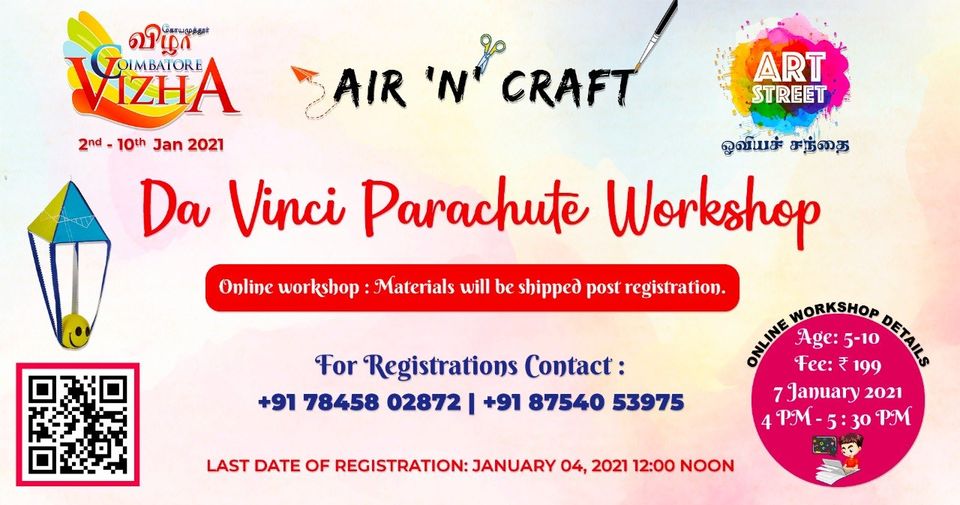 கோயமுத்தூர்
விழா
COIMBATORE
VIZHA
2nd - 10th Jan 2021
AIR 'N' CRAFT
ART
STREET
ஓவியச் சந்தை
Da Vinci Parachute Workshop
Online workshop : Materials will be shipped post registration.
For Registrations Contact :
+91 78458 02872 | +91 87540 53975
LAST DATE OF REGISTRATION: JANUARY 04, 2021 12:00 NOON
ONLINE WORKSHOP DETAILS
Age: 5-10
Fee: ₹ 199
7 January 2021
4 PM - 5 : 30 PM